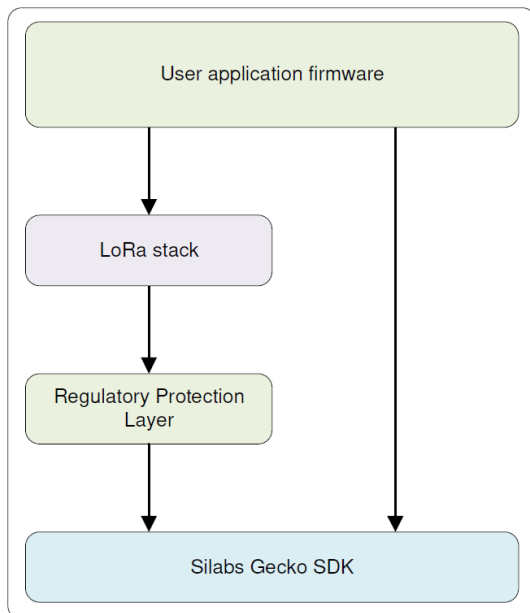 User application firmware
LoRa stack
Regulatory Protection
Layer
Silabs Gecko SDK